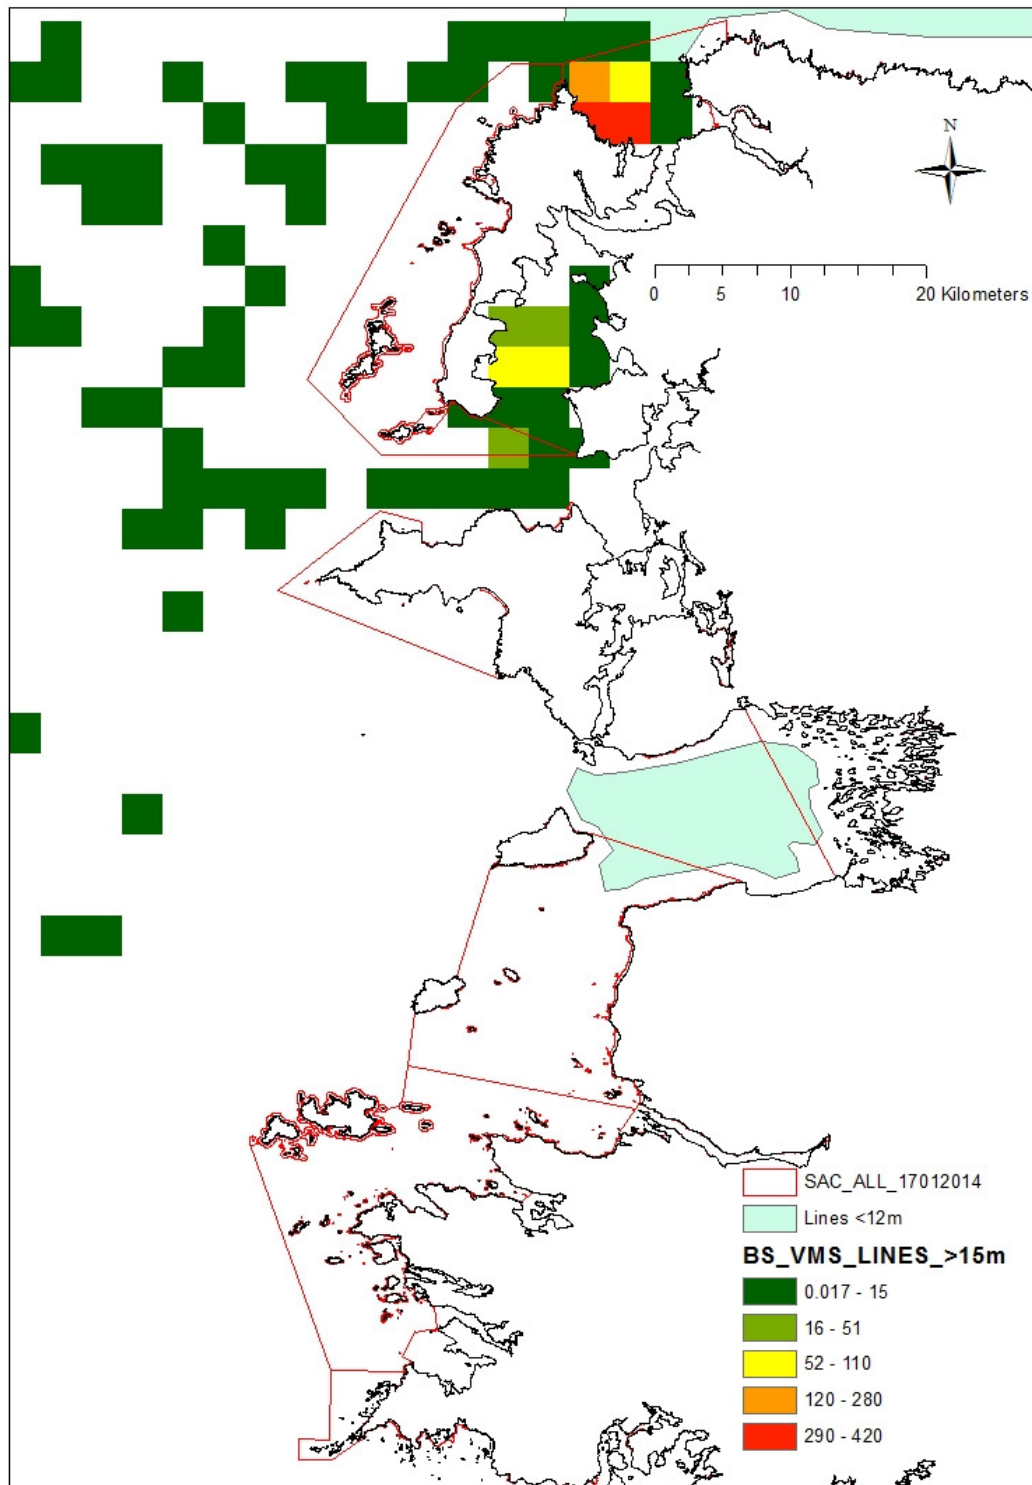 N
0 5 10 20 Kilometers
SAC_ALL_17012014
Lines <12m
BS_VMS_LINES_>15m
0.017 - 15
16 - 51
52 - 110
120 - 280
290 - 420